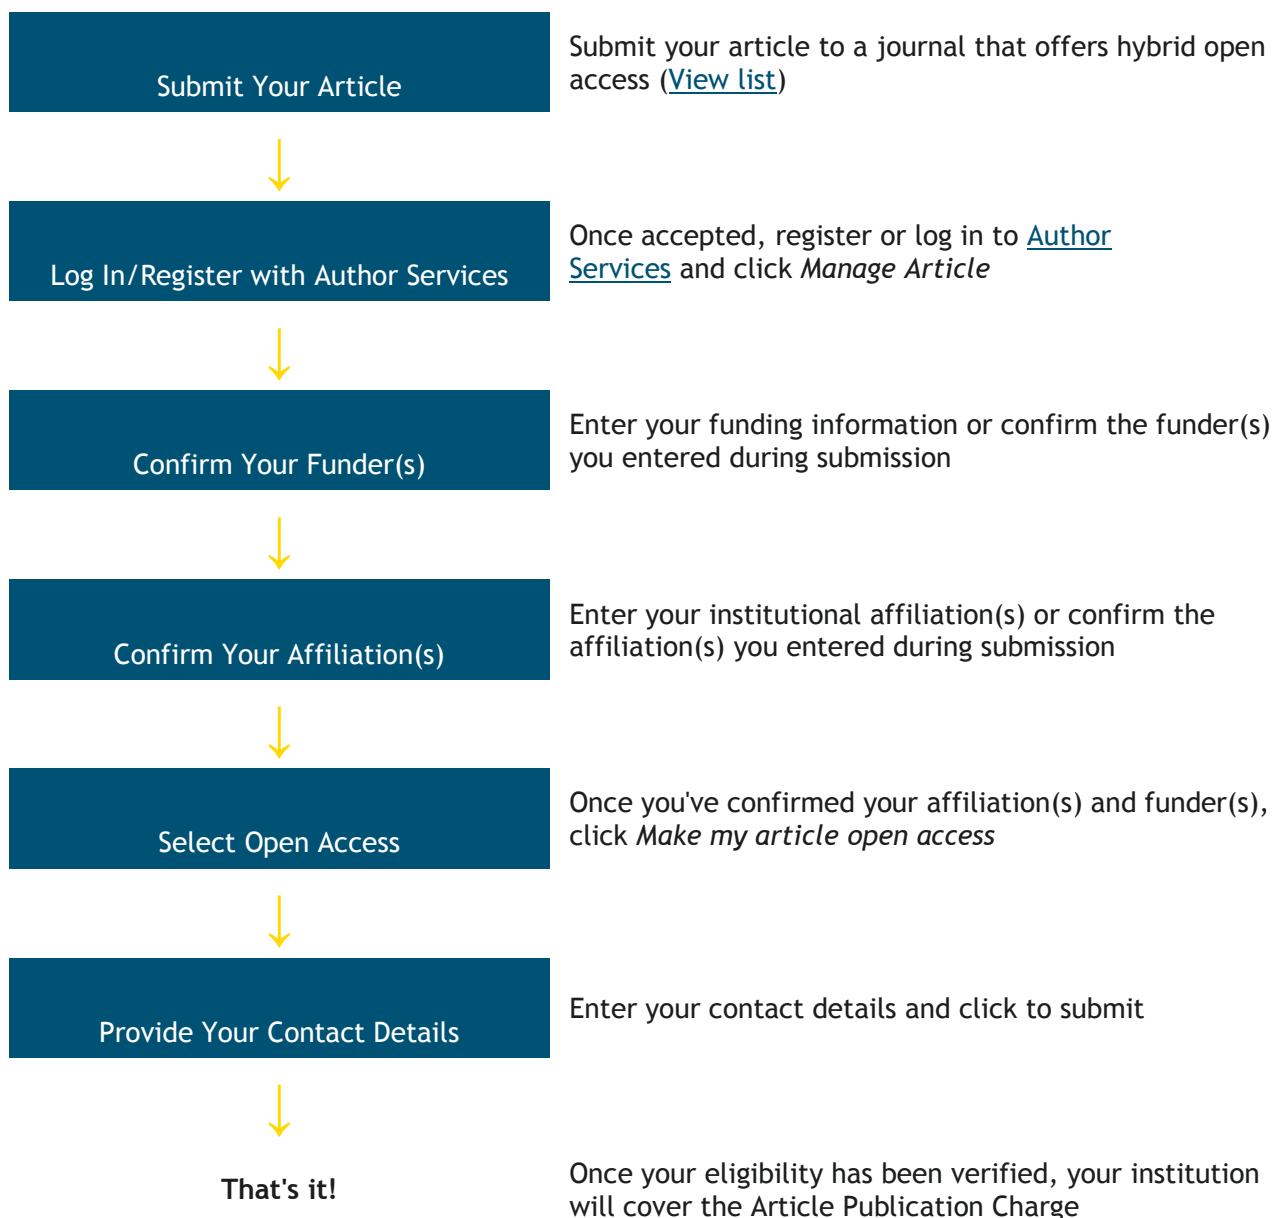 Submit Your Article
Submit your article to a journal that offers hybrid open
access (View list)
↓
Log In/Register with Author Services
Once accepted, register or log in to Author
Services and click Manage Article
↓
Confirm Your Funder(s)
Enter your funding information or confirm the funder(s)
you entered during submission
↓
Confirm Your Affiliation(s)
Enter your institutional affiliation(s) or confirm the
affiliation(s) you entered during submission
↓
Select Open Access
Once you've confirmed your affiliation(s) and funder(s),
click Make my article open access
↓
Provide Your Contact Details
Enter your contact details and click to submit
↓
That's it!
Once your eligibility has been verified, your institution
will cover the Article Publication Charge